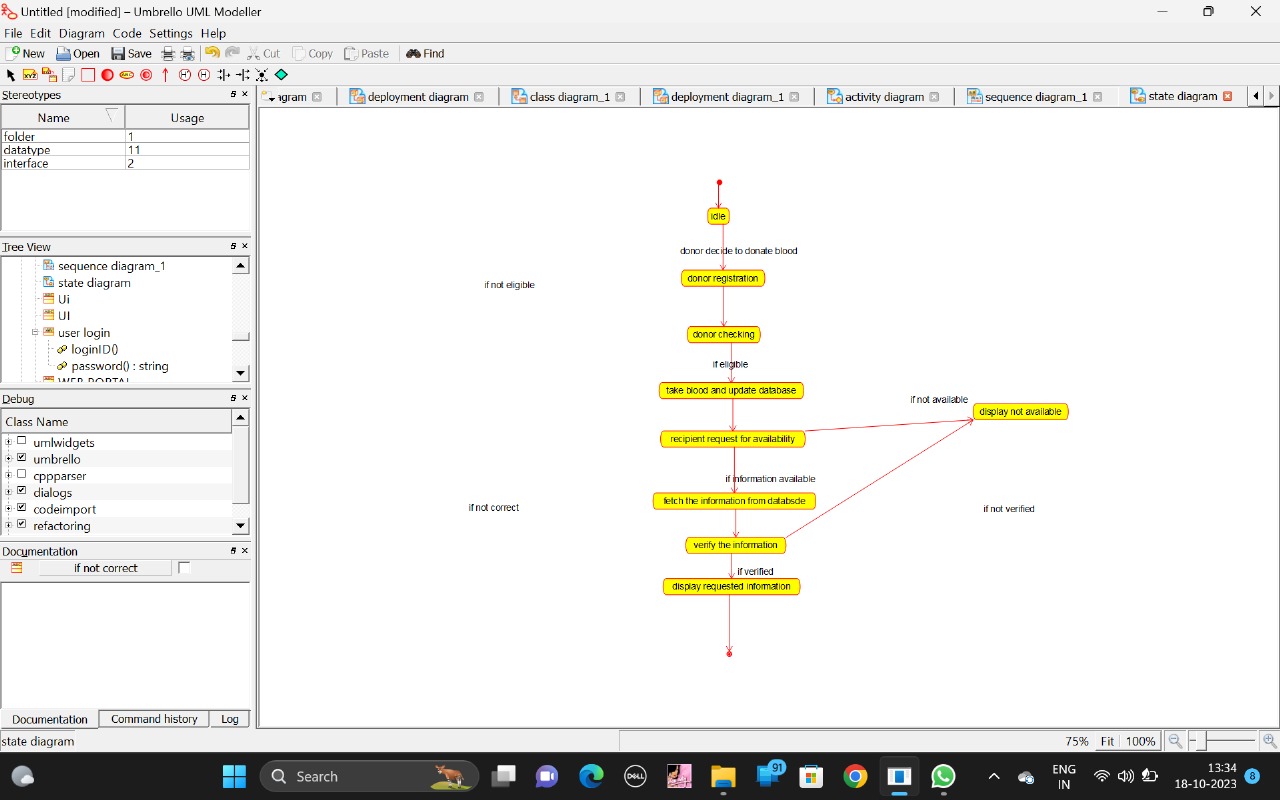 Untitled [modified] – Umbrello UML Modeller
File Edit Diagram Code Settings Help
New Open Save Cut Copy Paste Find
Stereotypes
Name Usage
folder 1
datatype 11
interface 2
Tree View
sequence diagram_1
state diagram
Ui
UI
user login
loginID()
password() : string
WEB PORTAL
Debug
Class Name
umlwidgets
umbrello
cppparser
dialogs
codeimport
refactoring
Documentation
if not correct
Documentation Command history Log
state diagram
agram deployment diagram class diagram_1 deployment diagram_1 activity diagram sequence diagram_1 state diagram
idle
donor decide to donate blood
donor registration
if not eligible
donor checking
if eligible
take blood and update database
if not available
display not available
recipient request for availability
if information available
fetch the information from databsde
if not correct
if not verified
verify the information
if verified
display requested information
75% Fit 100%
Search
DELL
91
ENG
IN
13:34
18-10-2023
8